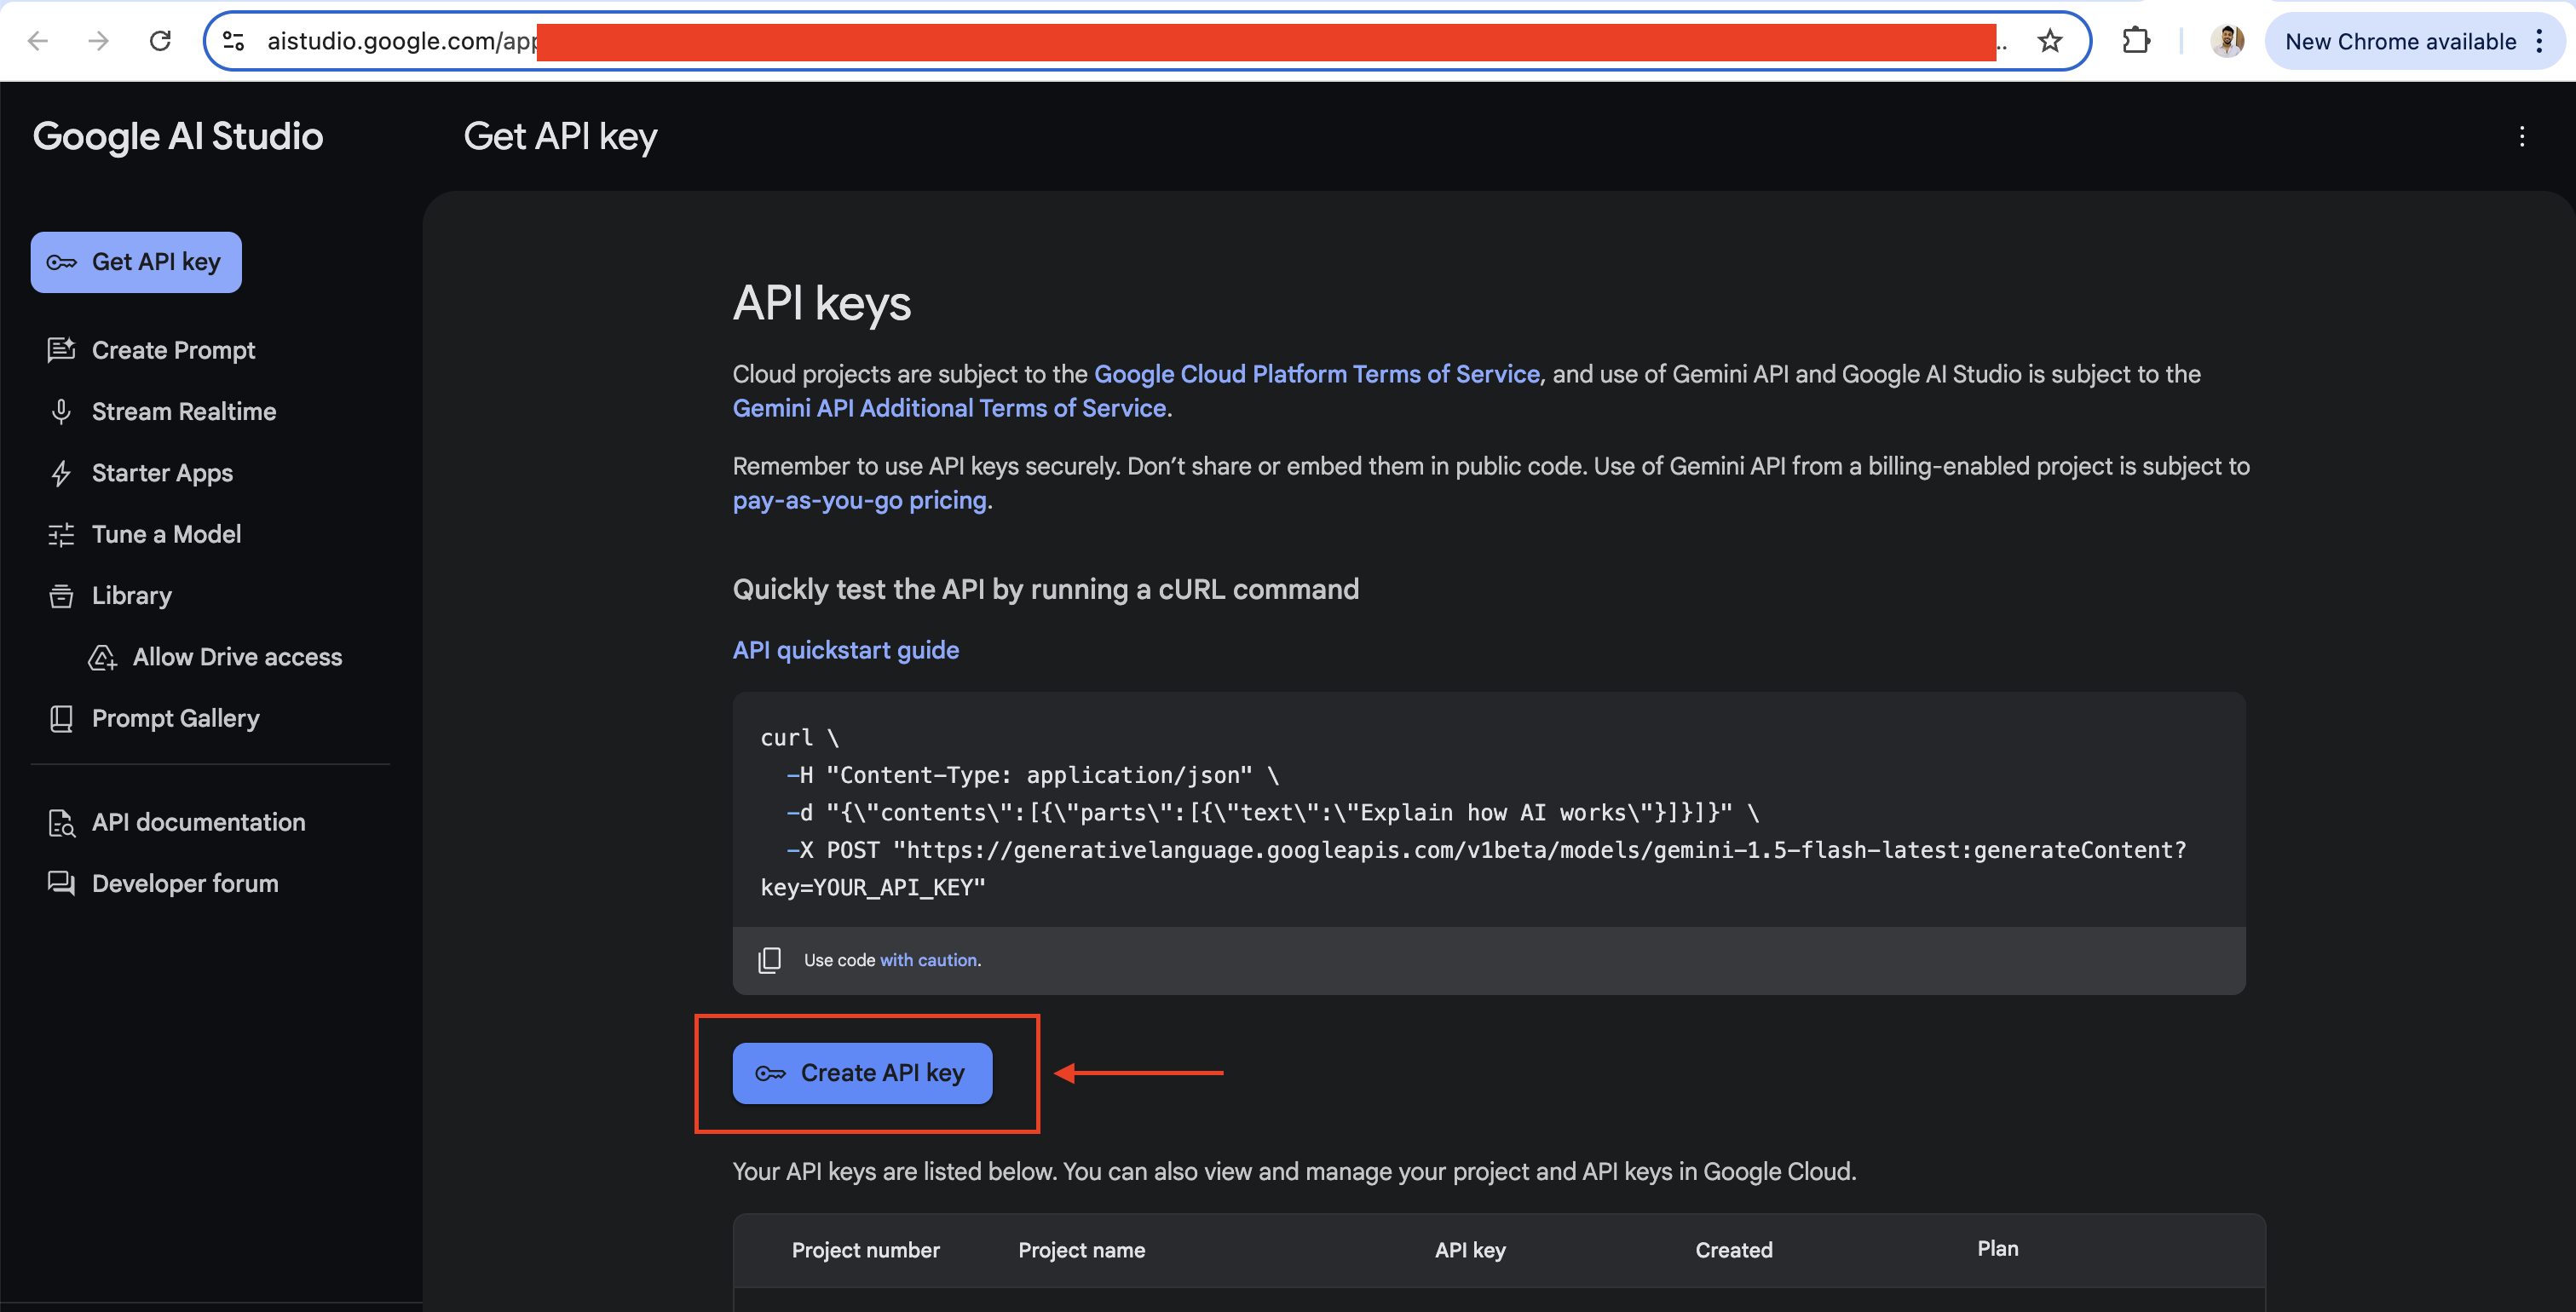 aistudio.google.com/app
New Chrome available
Google AI Studio
Get API key
Get API key
Create Prompt
Stream Realtime
Starter Apps
Tune a Model
Library
Allow Drive access
Prompt Gallery
API documentation
Developer forum
API keys
Cloud projects are subject to the Google Cloud Platform Terms of Service, and use of Gemini API and Google AI Studio is subject to the
Gemini API Additional Terms of Service.
Remember to use API keys securely. Don’t share or embed them in public code. Use of Gemini API from a billing-enabled project is subject to
pay-as-you-go pricing.
Quickly test the API by running a cURL command
API quickstart guide
curl \
-H "Content-Type: application/json" \
-d "{\"contents\":[{\"parts\":[{\"text\":\"Explain how AI works\"}]}]}" \
-X POST "https://generativelanguage.googleapis.com/v1beta/models/gemini-1.5-flash-latest:generateContent?
key=YOUR_API_KEY"
Use code with caution.
Create API key
Your API keys are listed below. You can also view and manage your project and API keys in Google Cloud.
Project number Project name API key Created Plan